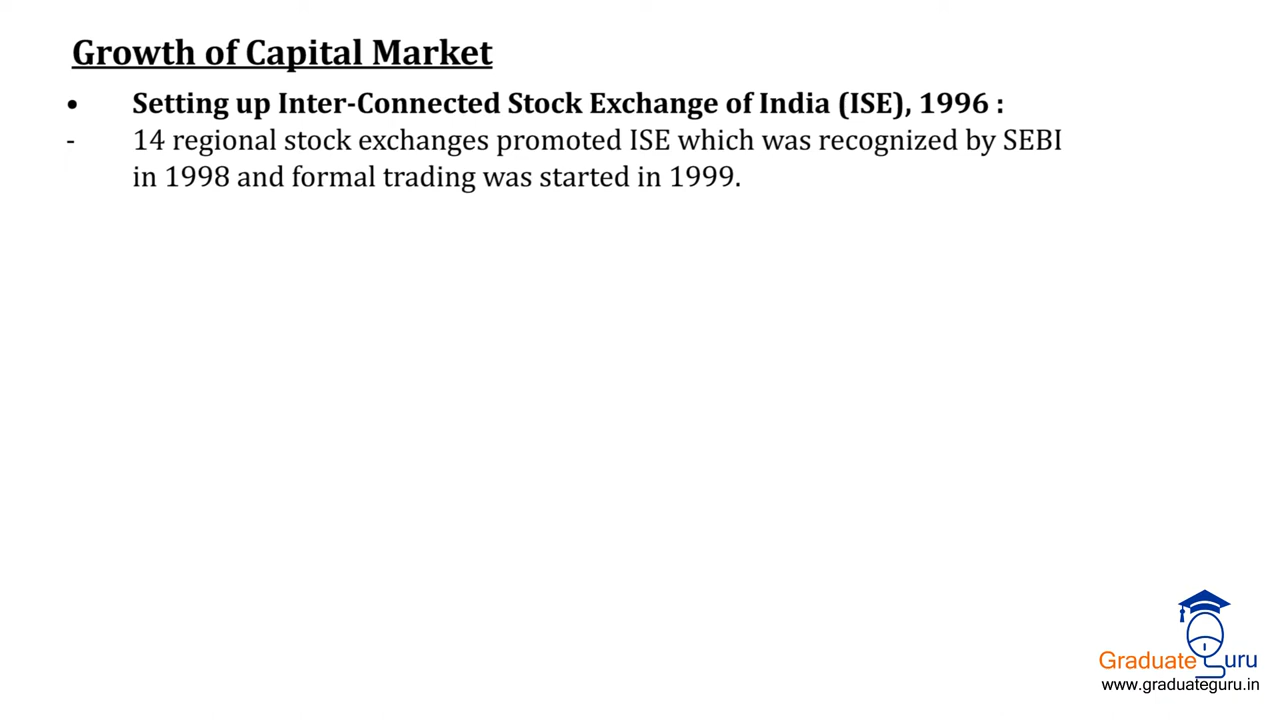 Growth of Capital Market
• Setting up Inter-Connected Stock Exchange of India (ISE), 1996 :
- 14 regional stock exchanges promoted ISE which was recognized by SEBI
in 1998 and formal trading was started in 1999.
Graduate Guru
www.graduateguru.in